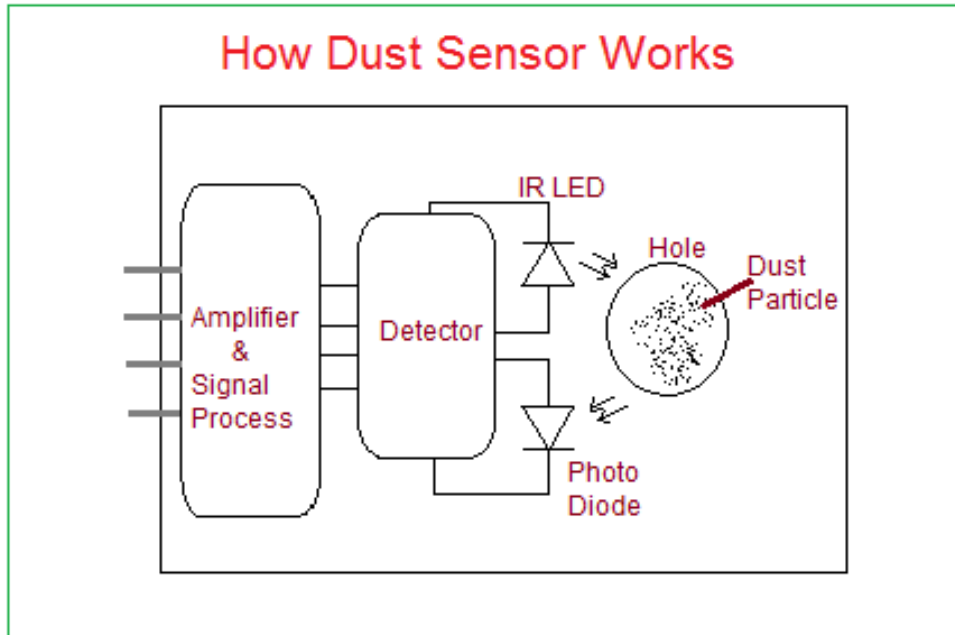 How Dust Sensor Works
IR LED
Hole
Dust
Particle
Amplifier
&
Signal
Process
Detector
Photo
Diode